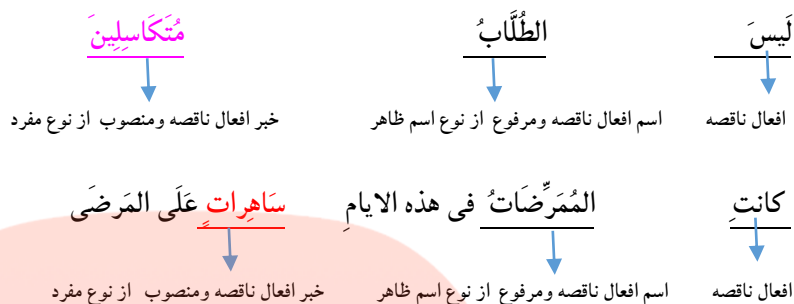 لَيسَ الطُلَّابُ مُتَكَاسِلِينَ
افعال ناقصه اسم افعال ناقصه ومرفوع از نوع اسم ظاهر خبر افعال ناقصه ومنصوب از نوع مفرد
كانتِ المُمَرِّضَاتُ فی هذه الايامِ سَاهِراتٍ عَلَى المَرضَى
افعال ناقصه اسم افعال ناقصه ومرفوع از نوع اسم ظاهر خبر افعال ناقصه ومنصوب از نوع مفرد